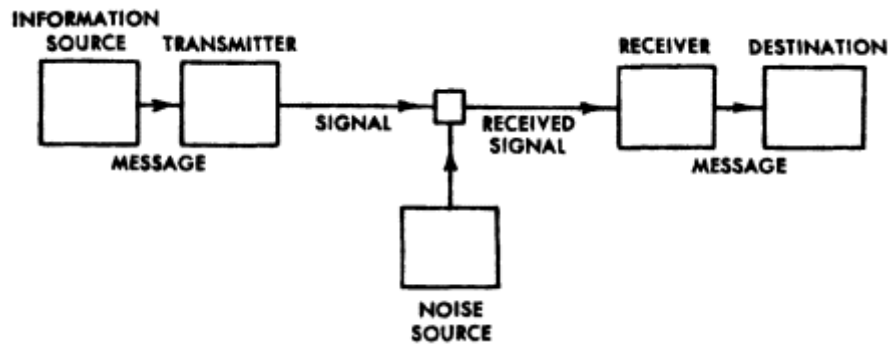 INFORMATION
SOURCE
TRANSMITTER
RECEIVER
DESTINATION
SIGNAL
RECEIVED
SIGNAL
MESSAGE
MESSAGE
NOISE
SOURCE